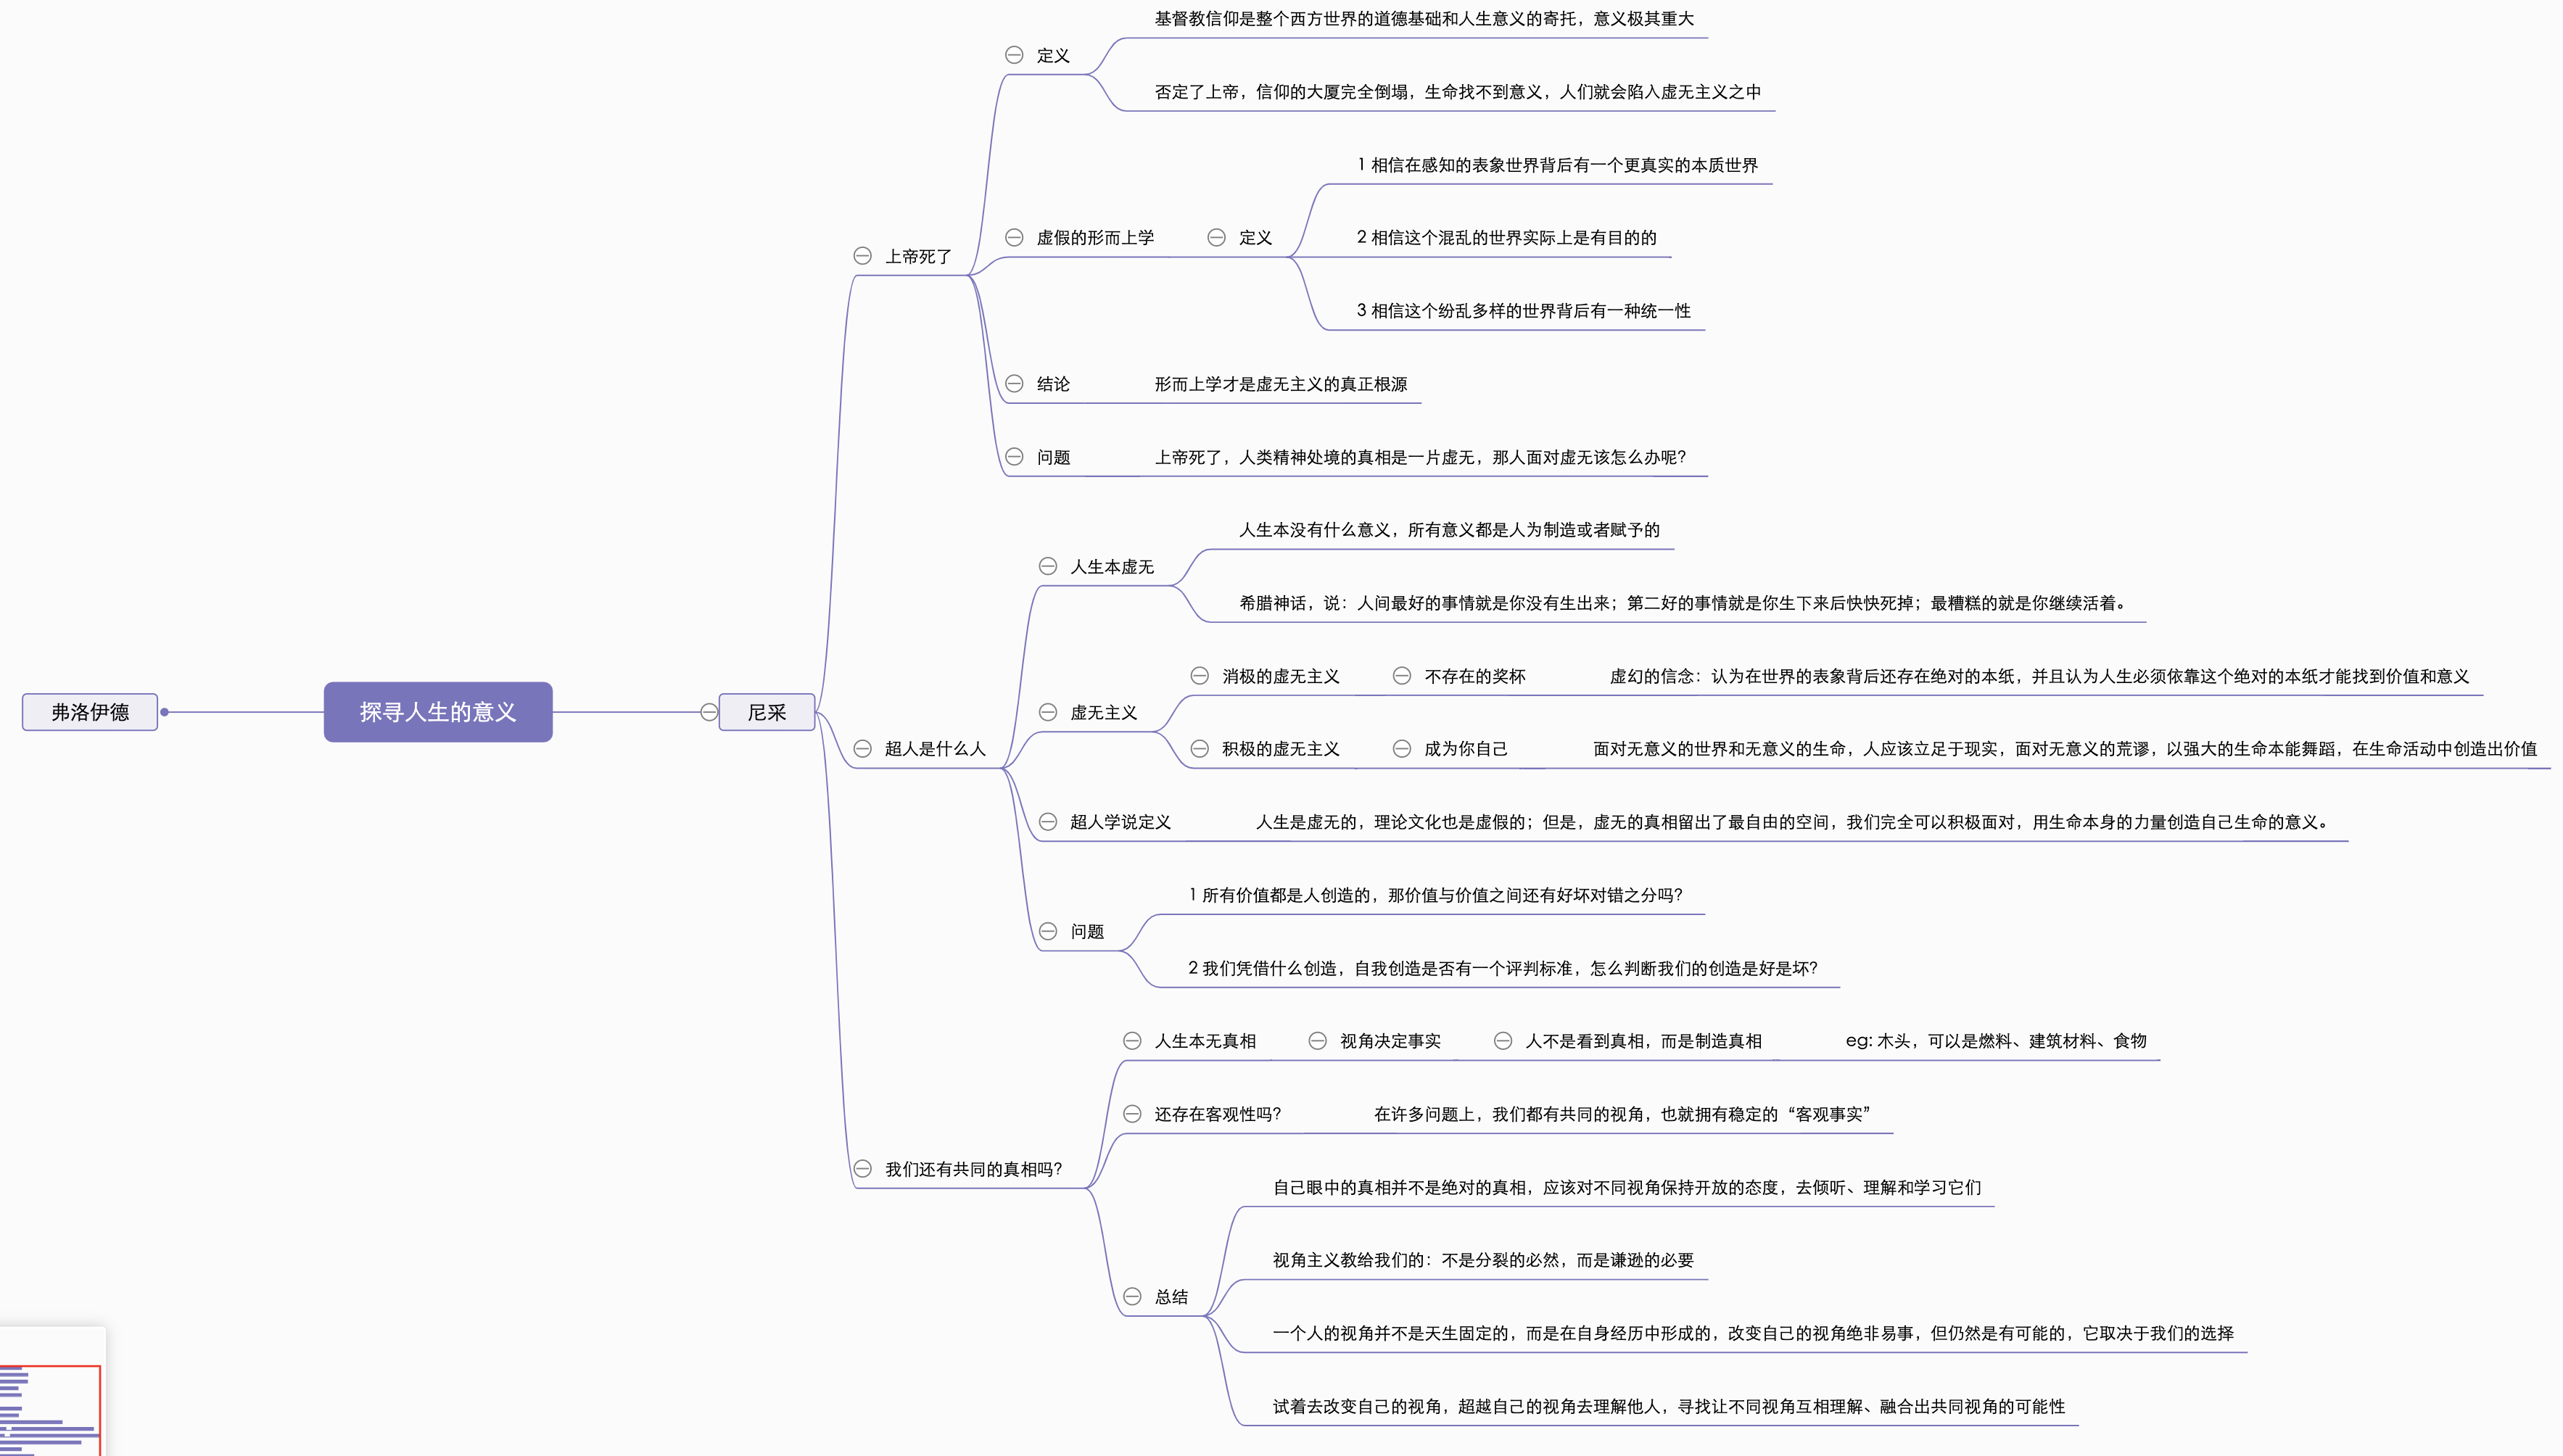 基督教信仰是整个西方世界的道德基础和人生意义的寄托，意义极其重大
定义
否定了上帝，信仰的大厦完全倒塌，生命找不到意义，人们就会陷入虚无主义之中
1 相信在感知的表象世界背后有一个更真实的本质世界
虚假的形而上学
定义
2 相信这个混乱的世界实际上是有目的的
上帝死了
3 相信这个纷乱多样的世界背后有一种统一性
结论
形而上学才是虚无主义的真正根源
问题
上帝死了，人类精神处境的真相是一片虚无，那人面对虚无该怎么办呢?
人生本没有什么意义，所有意义都是人为制造或者赋予的
人生本虚无
希腊神话，说：人间最好的事情就是你没有生出来；第二好的事情就是你生下来后快快死掉；最糟糕的就是你继续活着。
消极的虚无主义
不存在的奖杯
虚幻的信念：认为在世界的表象背后还存在绝对的本纸，并且认为人生必须依靠这个绝对的本纸才能找到价值和意义
弗洛伊德
探寻人生的意义
尼采
虚无主义
超人是什么人
积极的虚无主义
成为你自己
面对无意义的世界和无意义的生命，人应该立足于现实，面对无意义的荒谬，以强大的生命本能舞蹈，在生命活动中创造出价值
超人学说定义
人生是虚无的，理论文化也是虚假的；但是，虚无的真相留出了最自由的空间，我们完全可以积极面对，用生命本身的力量创造自己生命的意义。
1 所有价值都是人创造的，那价值与价值之间还有好坏对错之分吗?
问题
2 我们凭借什么创造，自我创造是否有一个评判标准，怎么判断我们的创造是好是坏?
人生本无真相
视角决定事实
人不是看到真相，而是制造真相
eg: 木头，可以是燃料、建筑材料、食物
还存在客观性吗?
在许多问题上，我们都有共同的视角，也就拥有稳定的“客观事实”
我们还有共同的真相吗?
自己眼中的真相并不是绝对的真相，应该对不同视角保持开放的态度，去倾听、理解和学习它们
视角主义教给我们的：不是分裂的必然，而是谦逊的必要
总结
一个人的视角并不是天生固定的，而是在自身经历中形成的，改变自己的视角绝非易事，但仍然是有可能的，它取决于我们的选择
试着去改变自己的视角，超越自己的视角去理解他人，寻找让不同视角互相理解、融合出共同视角的可能性